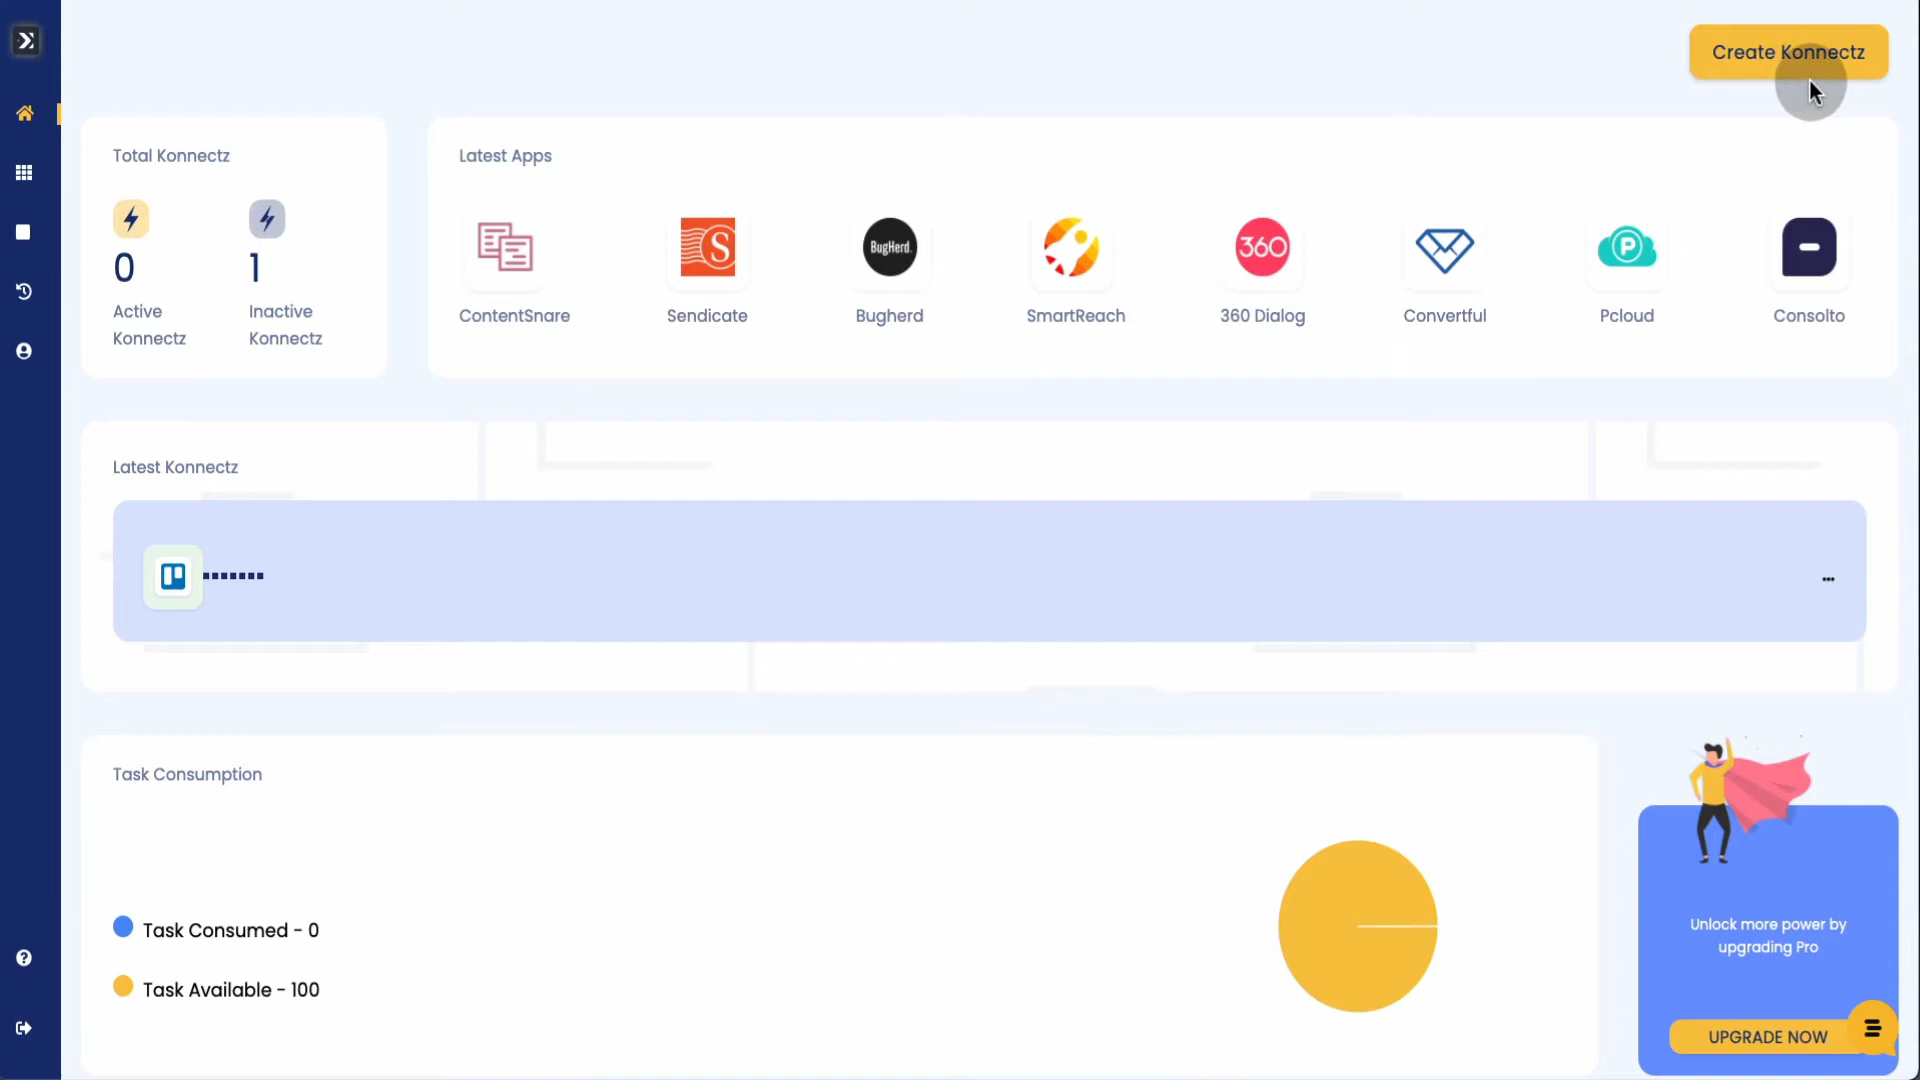 Create Konnectz
Total Konnectz
0
Active
Konnectz
1
Inactive
Konnectz
Latest Apps
ContentSnare
S
Sendicate
BugHerd.
Bugherd
SmartReach
360
360 Dialog
Convertful
P
Pcloud
Consolto
Latest Konnectz
Task Consumption
Task Consumed - 0
Task Available - 100
Unlock more power by
upgrading Pro
UPGRADE NOW